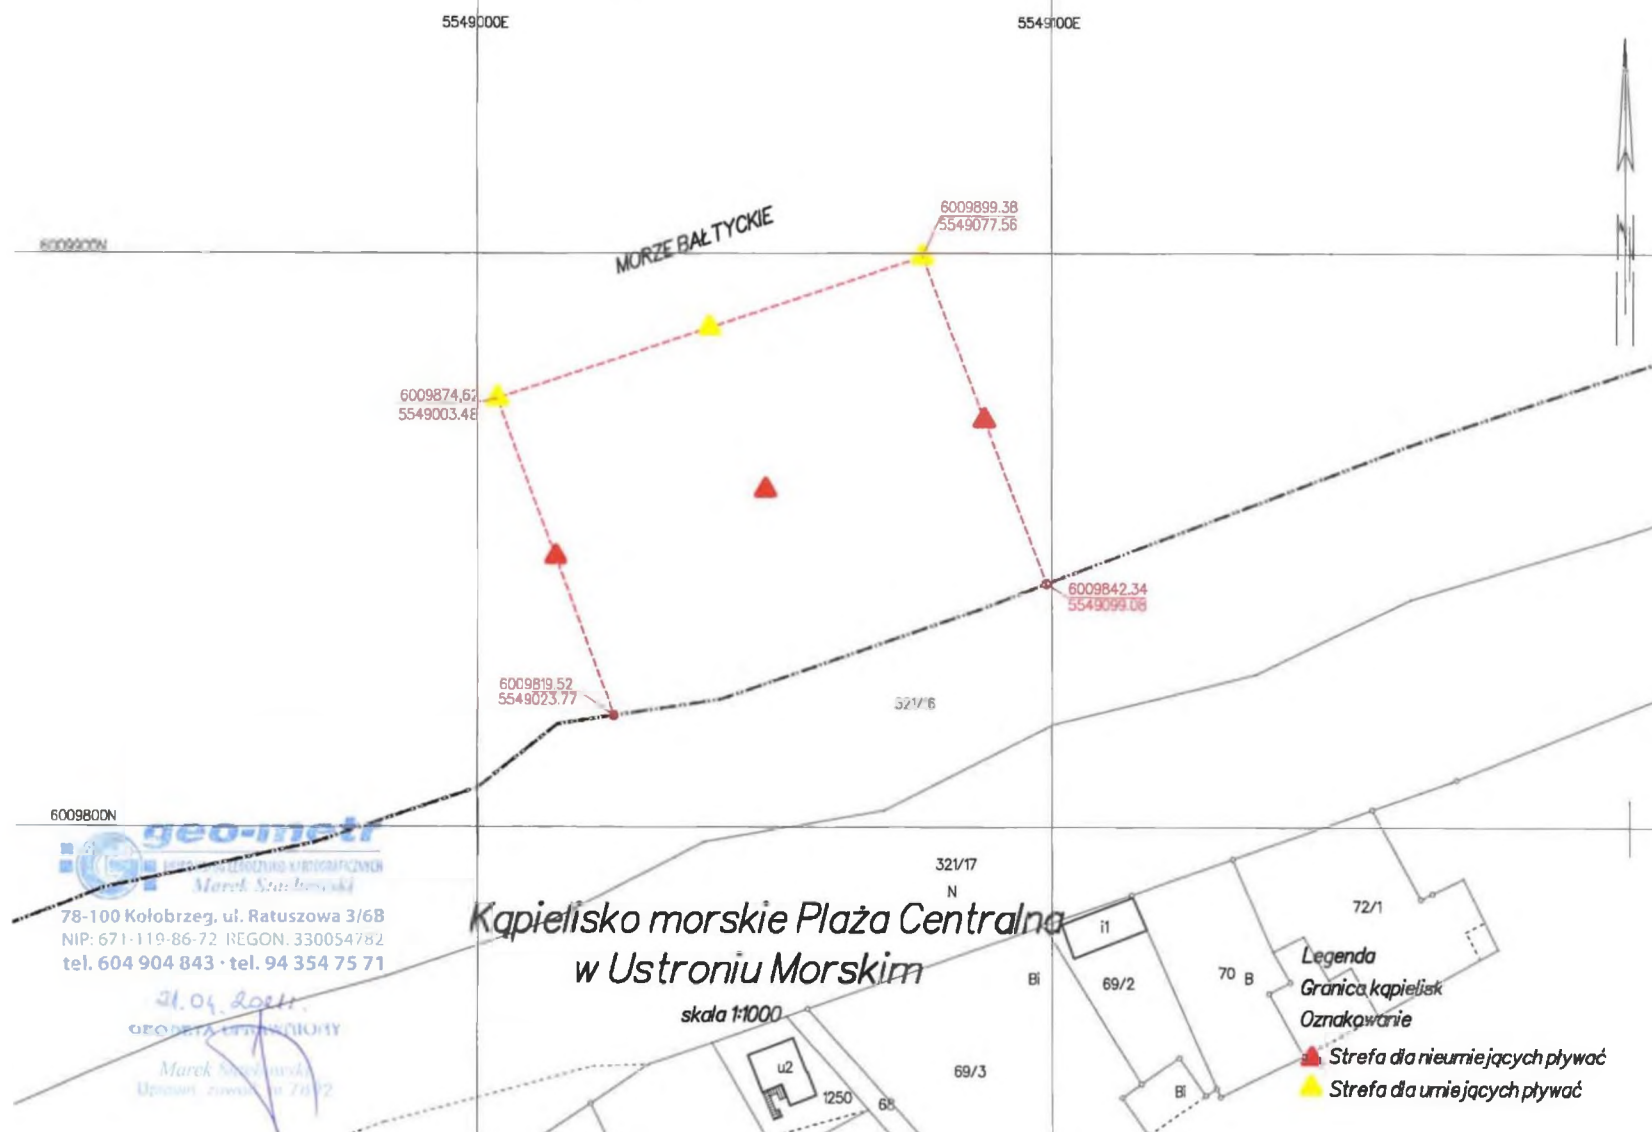 5549000E
5549100E
6009899.38
5549077.56
MORZE BAŁTYCKIE
6009900N
N
6009874,62
5549003.48
6009842.34
5549099.08
6009819.52
5549023.77
321/16
6009800N
geo-metr
Marek
78-100 Kołobrzeg, ul. Ratuszowa 3/6B
NIP: 671-119-86-72 REGON. 330054782
tel. 604 904 843 · tel. 94 354 75 71
GEODETA UPRAWNIONY
Marek
321/17
N
Kąpielisko morskie Plaża Centralna
w Ustroniu Morskim
skala 1:1000
i1
72/1
Bi
69/2
70 B
Legenda
Granica kąpielisk
Oznakowanie
Strefa dla nieumiejących pływać
Strefa dla umiejących pływać
u2
1250
68
69/3
Bi